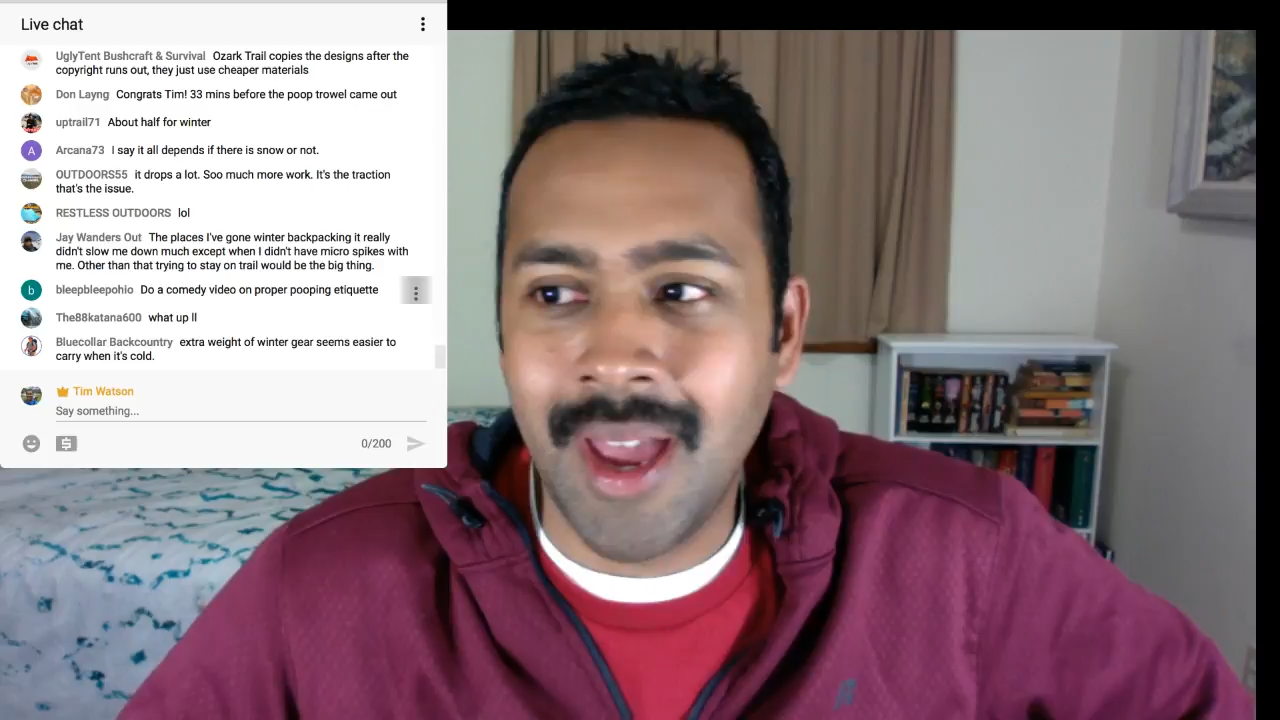 Live chat
UglyTent Bushcraft & Survival Ozark Trail copies the designs after the
copyright runs out, they just use cheaper materials
Don Layng Congrats Tim! 33 mins before the poop trowel came out
uptrail71 About half for winter
A Arcana73 I say it all depends if there is snow or not.
OUTDOORS55 it drops a lot. Soo much more work. It's the traction
that's the issue.
RESTLESS OUTDOORS lol
Jay Wanders Out The places I've gone winter backpacking it really
didn't slow me down much except when I didn't have micro spikes with
me. Other than that trying to stay on trail would be the big thing.
b bleepbleepohio Do a comedy video on proper pooping etiquette
The88katana600 what up ll
Bluecollar Backcountry extra weight of winter gear seems easier to
carry when it's cold.
Tim Watson
Say something...
0/200